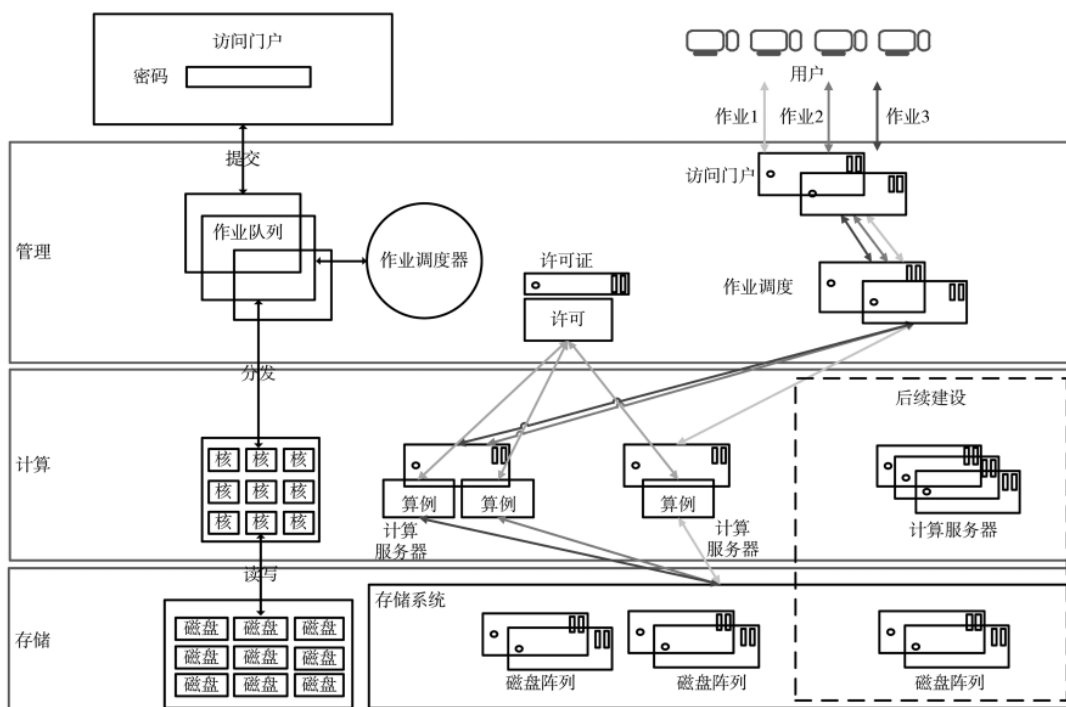 访问门户
密码
用户
作业1
作业2
作业3
提交
访问门户
管理
作业队列
作业调度器
许可证
许可
作业调度
分发
后续建设
计算
核 核 核
核 核 核
核 核 核
算例
算例
算例
计算
服务器
计算
服务器
计算服务器
读写
存储系统
存储
磁盘 磁盘 磁盘
磁盘 磁盘 磁盘
磁盘 磁盘 磁盘
磁盘阵列
磁盘阵列
磁盘阵列